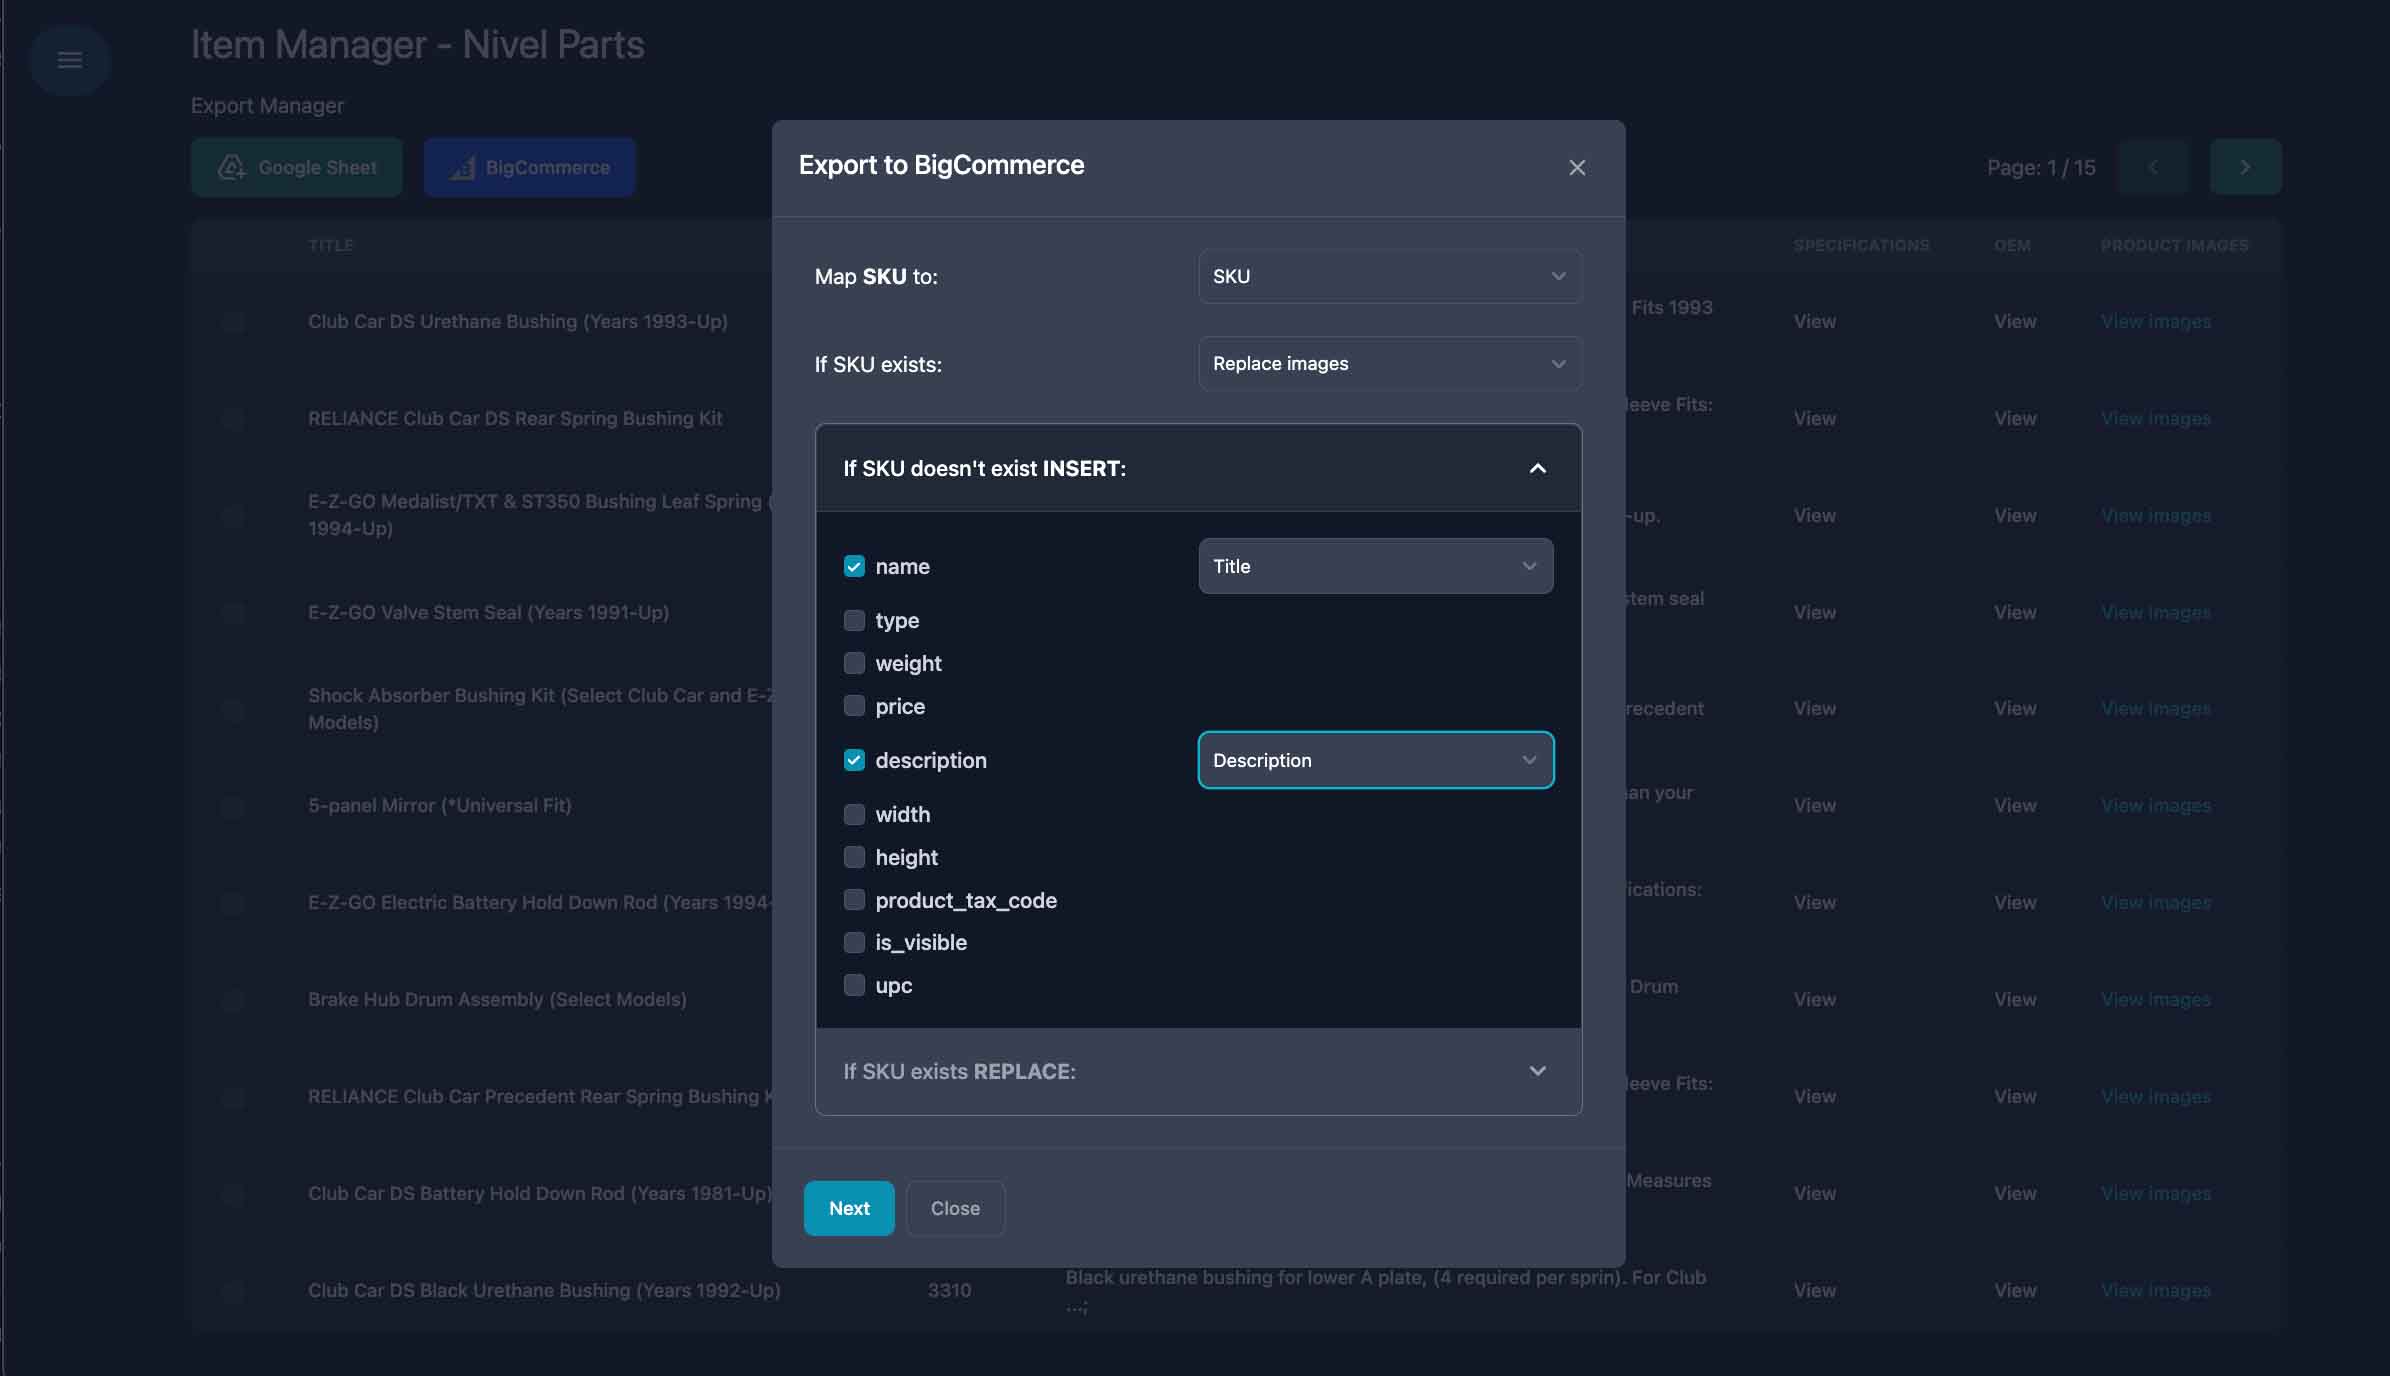 Item Manager - Nivel Parts
Export Manager
Google Sheet
BigCommerce
Page: 1 / 15
TITLE
SPECIFICATIONS
OEM
PRODUCT IMAGES
Club Car DS Urethane Bushing (Years 1993-Up)
Fits 1993
View
View
View images
RELIANCE Club Car DS Rear Spring Bushing Kit
leeve Fits:
View
View
View images
E-Z-GO Medalist/TXT & ST350 Bushing Leaf Spring (
1994-Up)
-up.
View
View
View images
E-Z-GO Valve Stem Seal (Years 1991-Up)
stem seal
View
View
View images
Shock Absorber Bushing Kit (Select Club Car and E-Z
Models)
recedent
View
View
View images
5-panel Mirror (*Universal Fit)
an your
View
View
View images
E-Z-GO Electric Battery Hold Down Rod (Years 1994-
ications:
View
View
View images
Brake Hub Drum Assembly (Select Models)
Drum
View
View
View images
RELIANCE Club Car Precedent Rear Spring Bushing K
leeve Fits:
View
View
View images
Club Car DS Battery Hold Down Rod (Years 1981-Up)
Measures
View
View
View images
Club Car DS Black Urethane Bushing (Years 1992-Up)
3310
Black urethane bushing for lower A plate, (4 required per sprin). For Club
...;
View
View
View images
Export to BigCommerce
Map SKU to:
SKU
If SKU exists:
Replace images
If SKU doesn't exist INSERT:
name
Title
type
weight
price
description
Description
width
height
product_tax_code
is_visible
upc
If SKU exists REPLACE:
Next
Close